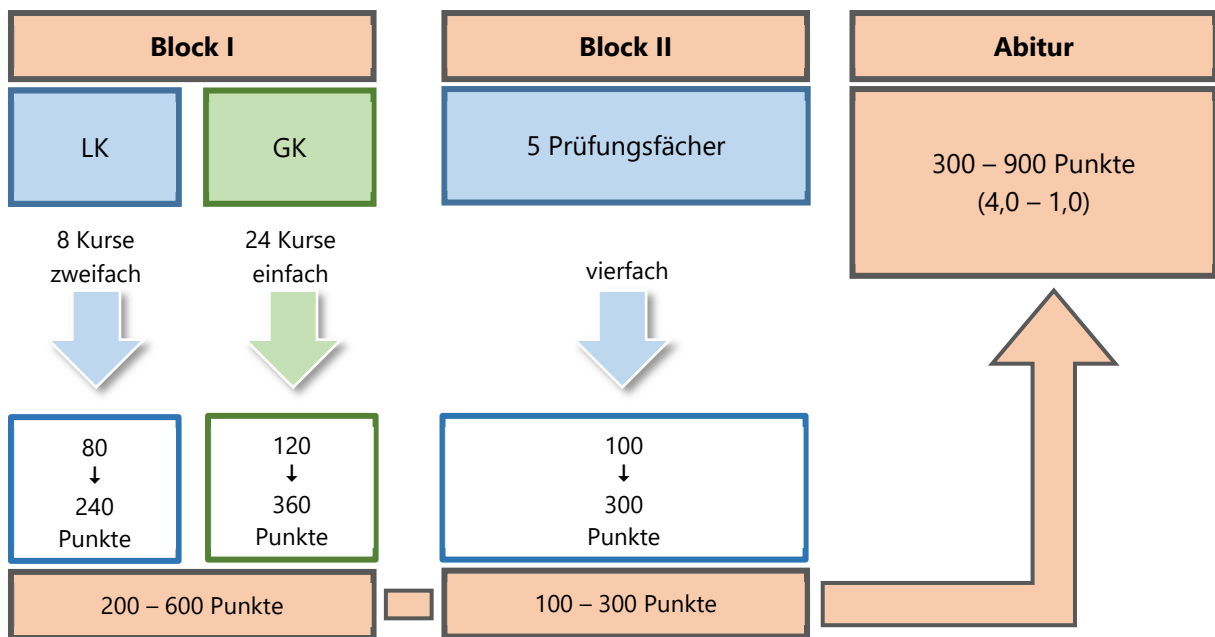 Block I
Block II
Abitur
LK
GK
5 Prüfungsfächer
300 – 900 Punkte
(4,0 – 1,0)
8 Kurse
zweifach
24 Kurse
einfach
vierfach
80
↓
240
Punkte
120
↓
360
Punkte
100
↓
300
Punkte
200 – 600 Punkte
100 – 300 Punkte